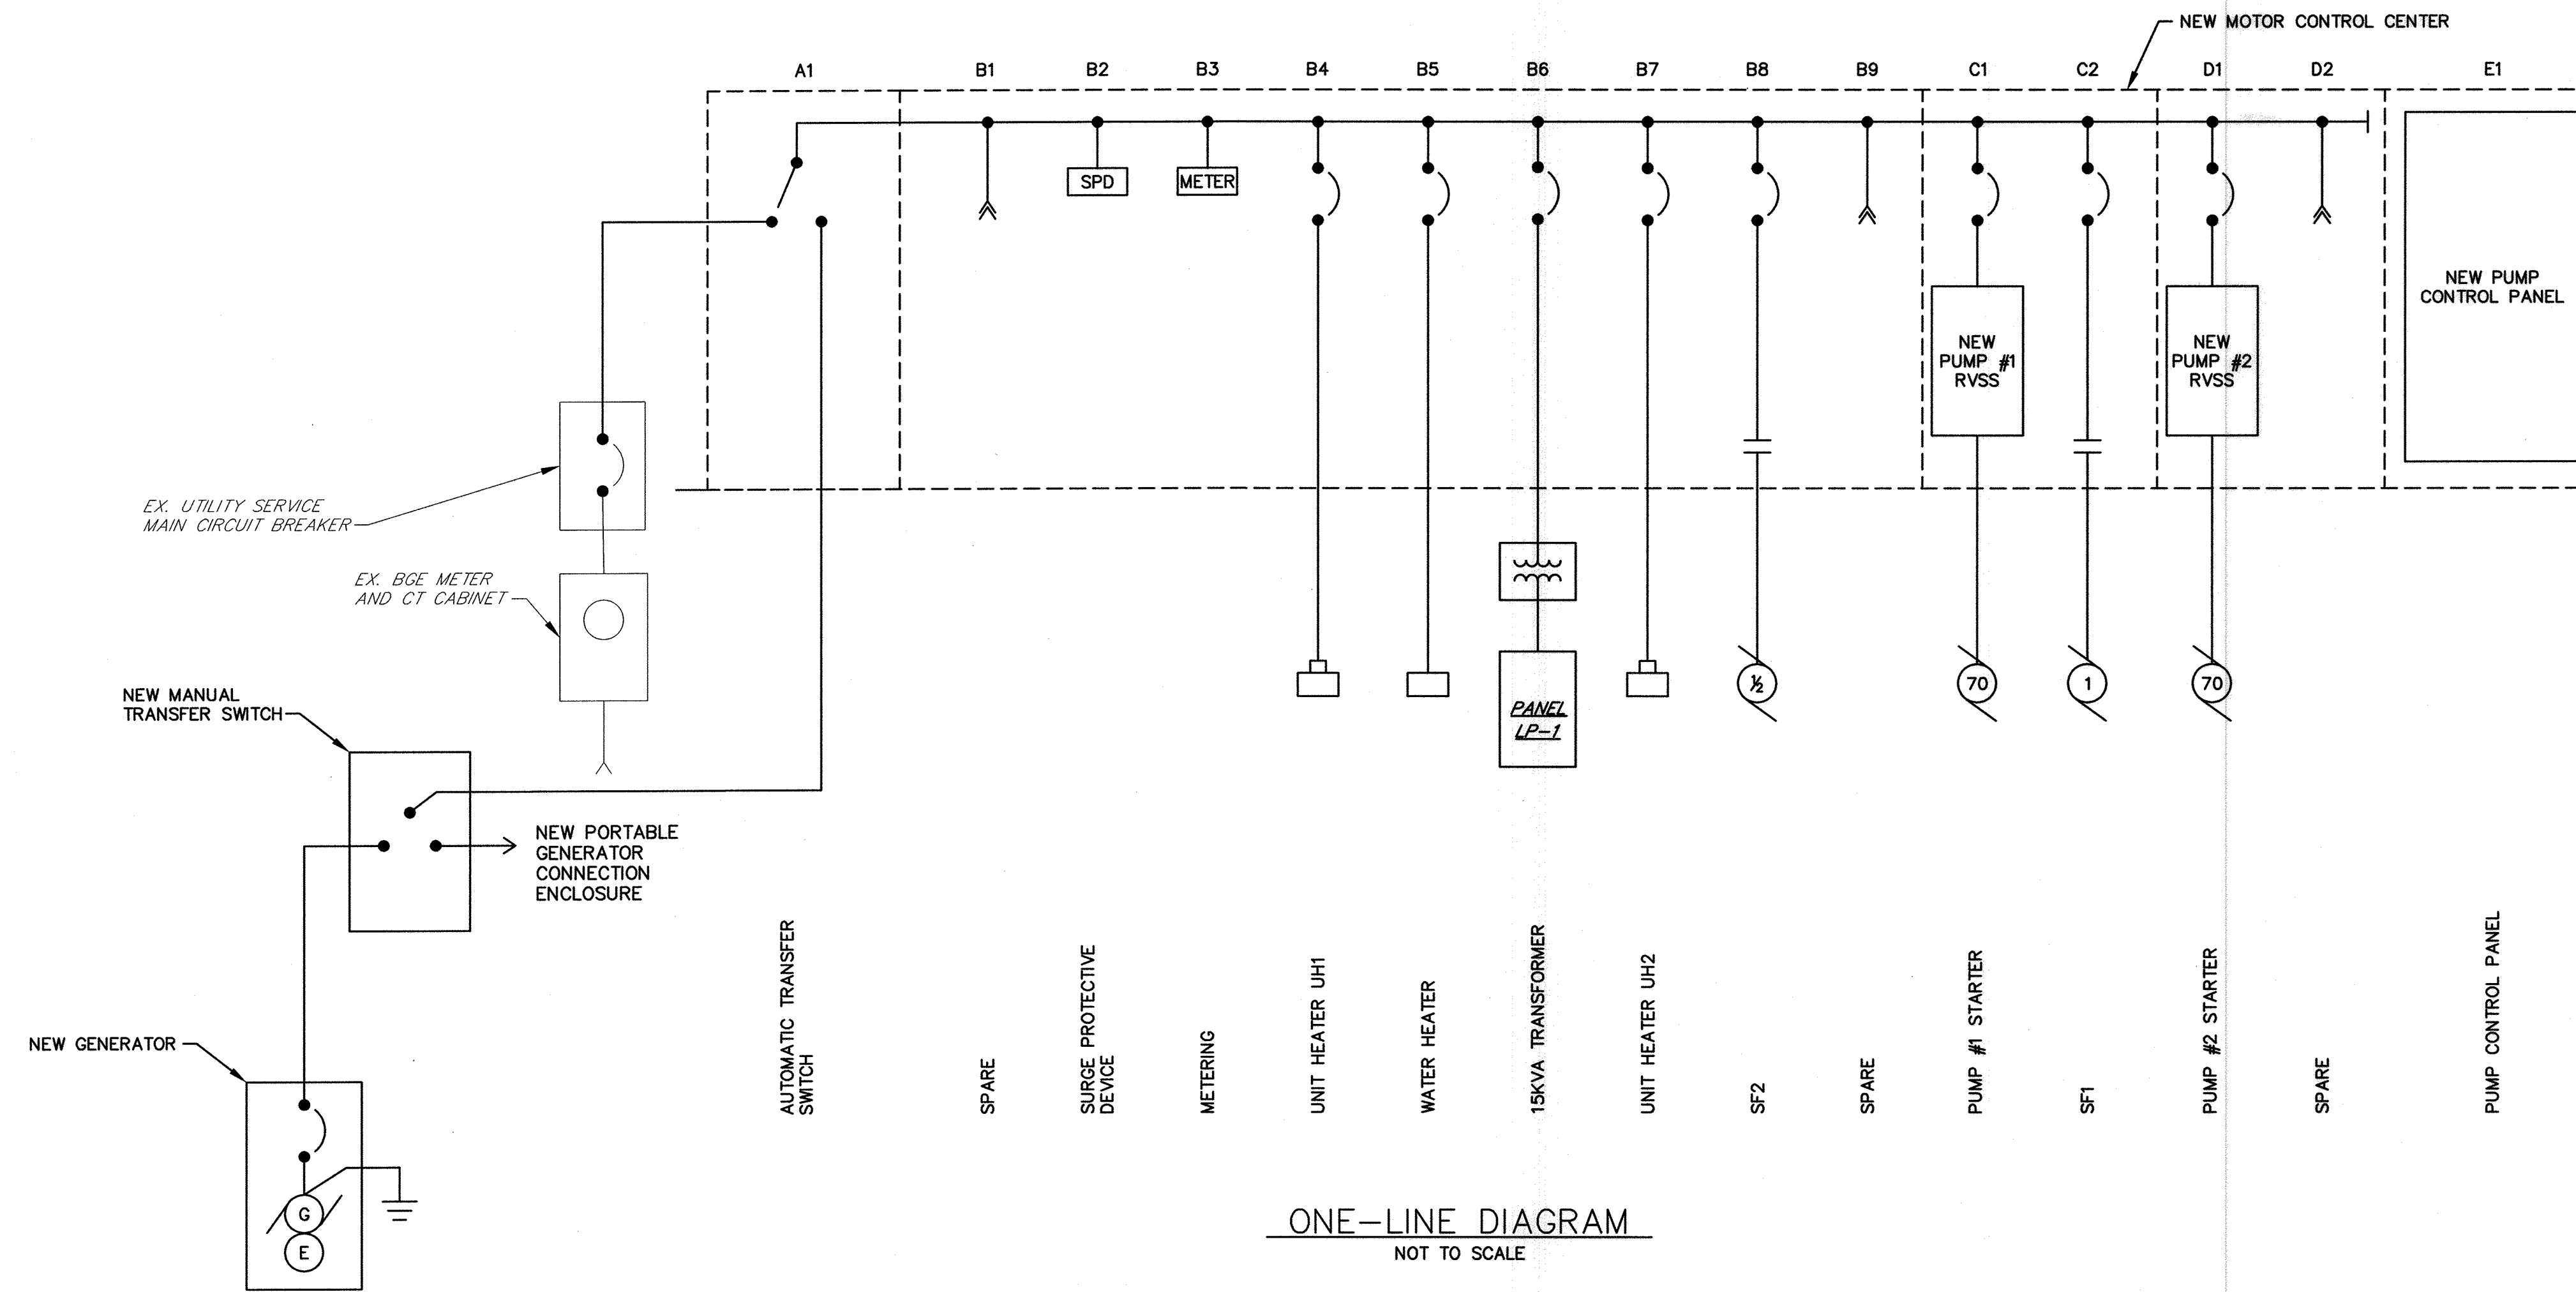 NEW MOTOR CONTROL CENTER
A1
B1
B2
B3
B4
B5
B6
B7
B8
B9
C1
C2
D1
D2
E1
SPD
METER
NEW PUMP
CONTROL PANEL
NEW
PUMP #1
RVSS
NEW
PUMP #2
RVSS
EX. UTILITY SERVICE
MAIN CIRCUIT BREAKER
EX. BGE METER
AND CT CABINET
NEW MANUAL
TRANSFER SWITCH
PANEL
LP-1
½
70
1
70
NEW PORTABLE
GENERATOR
CONNECTION
ENCLOSURE
NEW GENERATOR
G
E
AUTOMATIC TRANSFER
SWITCH
SPARE
SURGE PROTECTIVE
DEVICE
METERING
UNIT HEATER UH1
WATER HEATER
15KVA TRANSFORMER
UNIT HEATER UH2
SF2
SPARE
PUMP #1 STARTER
SF1
PUMP #2 STARTER
SPARE
PUMP CONTROL PANEL
ONE-LINE DIAGRAM
NOT TO SCALE